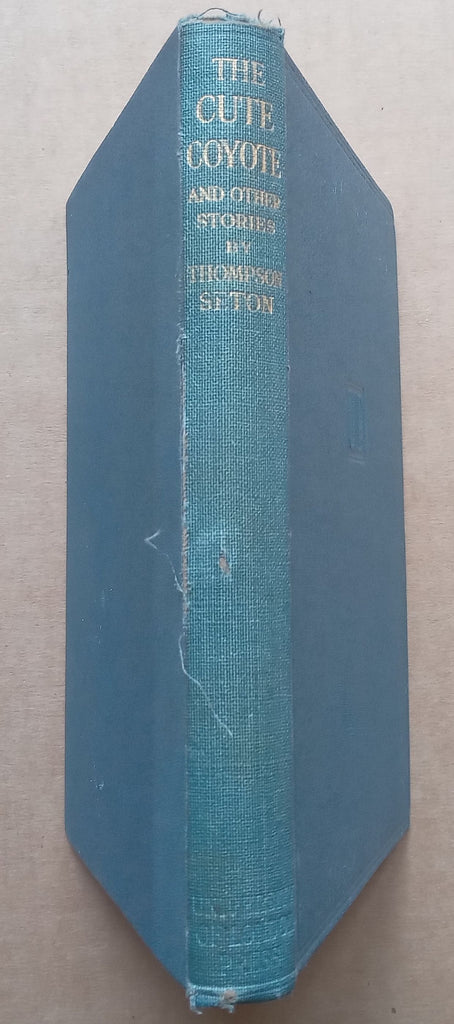 THE
CUTE
COYOTE
AND OTHER
STORIES
BY
THOMPSON
SETON